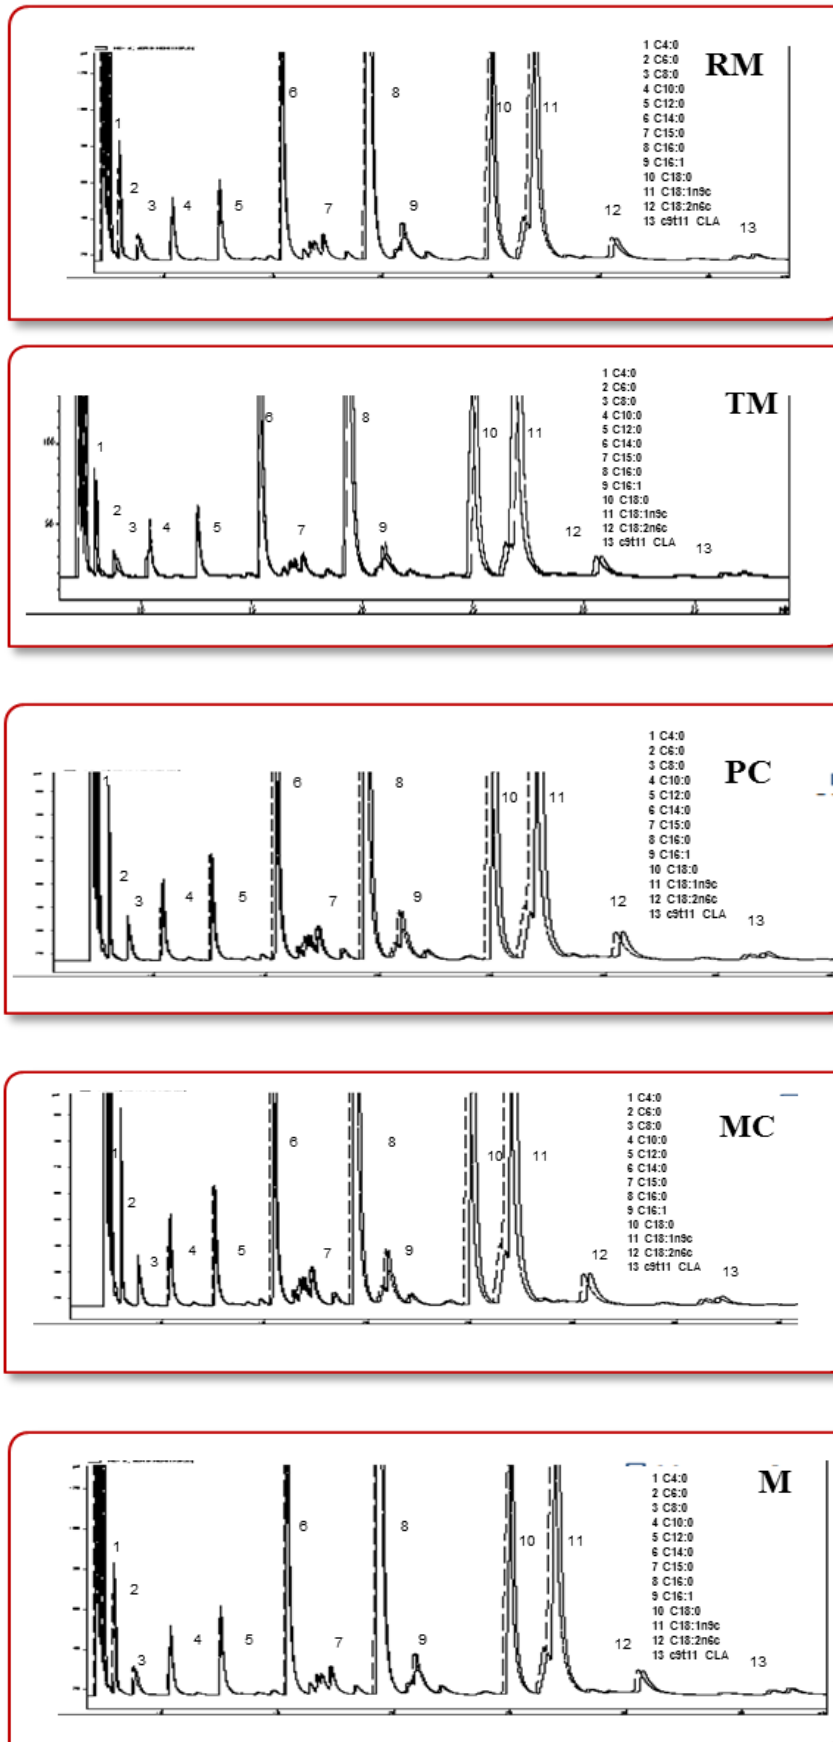 RM
1 C4:0
2 C6:0
3 C8:0
4 C10:0
5 C12:0
6 C14:0
7 C15:0
8 C16:0
9 C16:1
10 C18:0
11 C18:1n9c
12 C18:2n6c
13 c9t11 CLA
1 2 3 4 5 6 7 8 9 10 11 12 13
TM
1 C4:0
2 C6:0
3 C8:0
4 C10:0
5 C12:0
6 C14:0
7 C15:0
8 C16:0
9 C16:1
10 C18:0
11 C18:1n9c
12 C18:2n6c
13 c9t11 CLA
1 2 3 4 5 6 7 8 9 10 11 12 13
PC
1 C4:0
2 C6:0
3 C8:0
4 C10:0
5 C12:0
6 C14:0
7 C15:0
8 C16:0
9 C16:1
10 C18:0
11 C18:1n9c
12 C18:2n6c
13 c9t11 CLA
1 2 3 4 5 6 7 8 9 10 11 12 13
MC
1 C4:0
2 C6:0
3 C8:0
4 C10:0
5 C12:0
6 C14:0
7 C15:0
8 C16:0
9 C16:1
10 C18:0
11 C18:1n9c
12 C18:2n6c
13 c9t11 CLA
1 2 3 4 5 6 7 8 9 10 11 12 13
M
1 C4:0
2 C6:0
3 C8:0
4 C10:0
5 C12:0
6 C14:0
7 C15:0
8 C16:0
9 C16:1
10 C18:0
11 C18:1n9c
12 C18:2n6c
13 c9t11 CLA
1 2 3 4 5 6 7 8 9 10 11 12 13